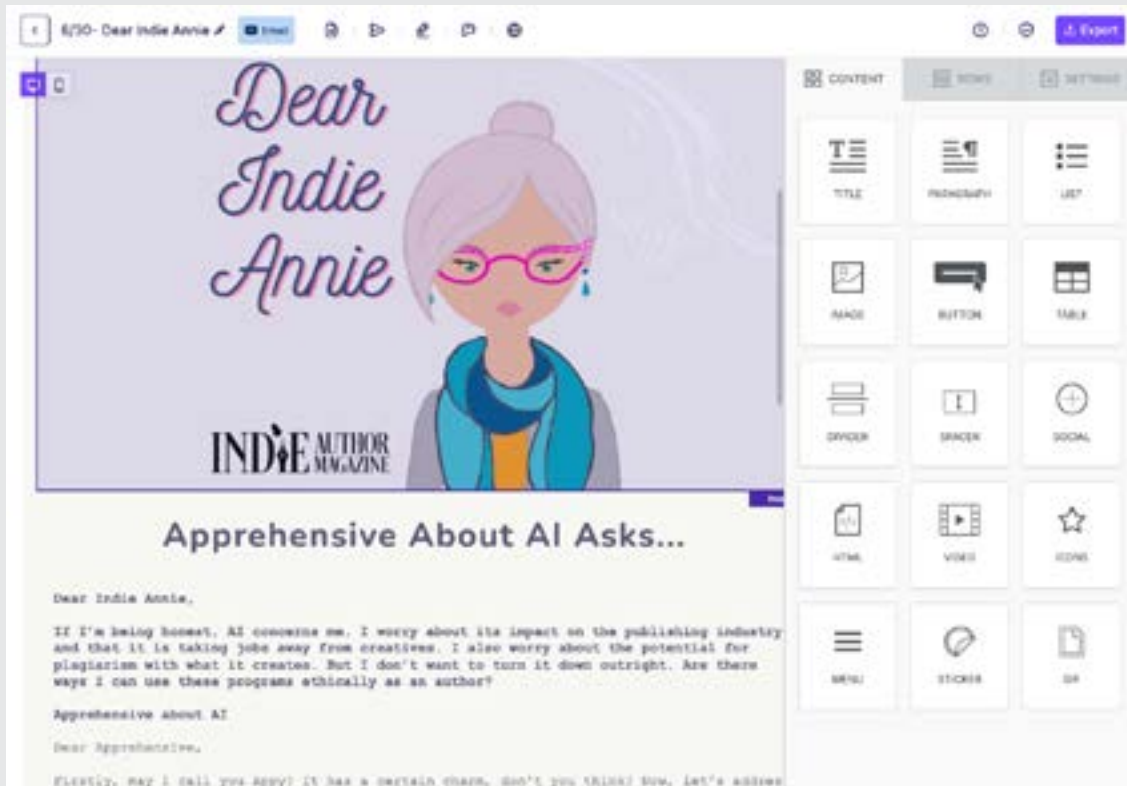 6/30- Dear Indie Annie
Email
Export
Dear
Indie
Annie
INDIE AUTHOR
MAGAZINE
CONTENT
ROWS
SETTINGS
TITLE
PARAGRAPH
LIST
IMAGE
BUTTON
TABLE
DIVIDER
SPACER
SOCIAL
HTML
VIDEO
ICONS
MENU
STICKER
GIF
Apprehensive About AI Asks...
Dear Indie Annie,
If I'm being honest, AI concerns me. I worry about its impact on the publishing industry
and that it is taking jobs away from creatives. I also worry about the potential for
plagiarism with what it creates. But I don't want to turn it down outright. Are there
ways I can use these programs ethically as an author?
Apprehensive about AI
Dear Apprehensive,
Firstly, may I call you Appy? It has a certain charm, don't you think? Now, let's address